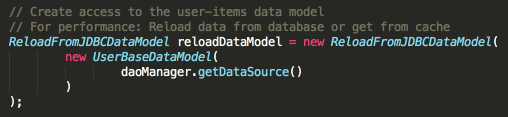 // Create access to the user-items data model
// For performance: Reload data from database or get from cache
ReloadFromJDBCDataModel reloadDataModel = new ReloadFromJDBCDataModel(
new UserBaseDataModel(
daoManager.getDataSource()
)
);